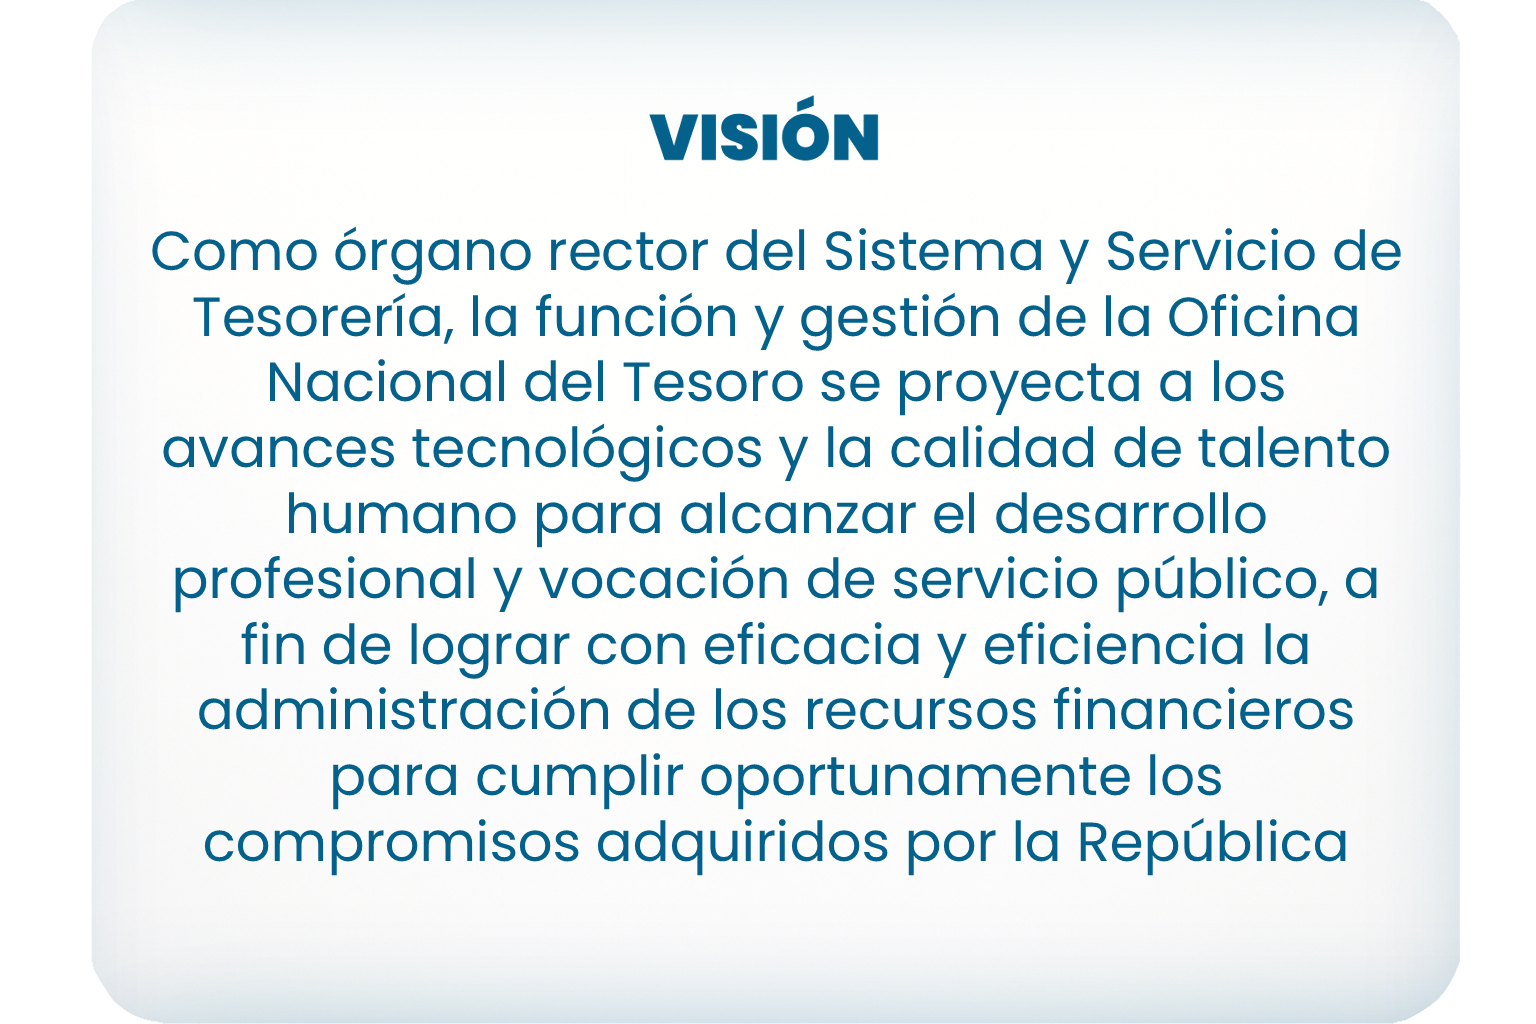 VISIÓN
Como órgano rector del Sistema y Servicio de
Tesorería, la función y gestión de la Oficina
Nacional del Tesoro se proyecta a los
avances tecnológicos y la calidad de talento
humano para alcanzar el desarrollo
profesional y vocación de servicio público, a
fin de lograr con eficacia y eficiencia la
administración de los recursos financieros
para cumplir oportunamente los
compromisos adquiridos por la República